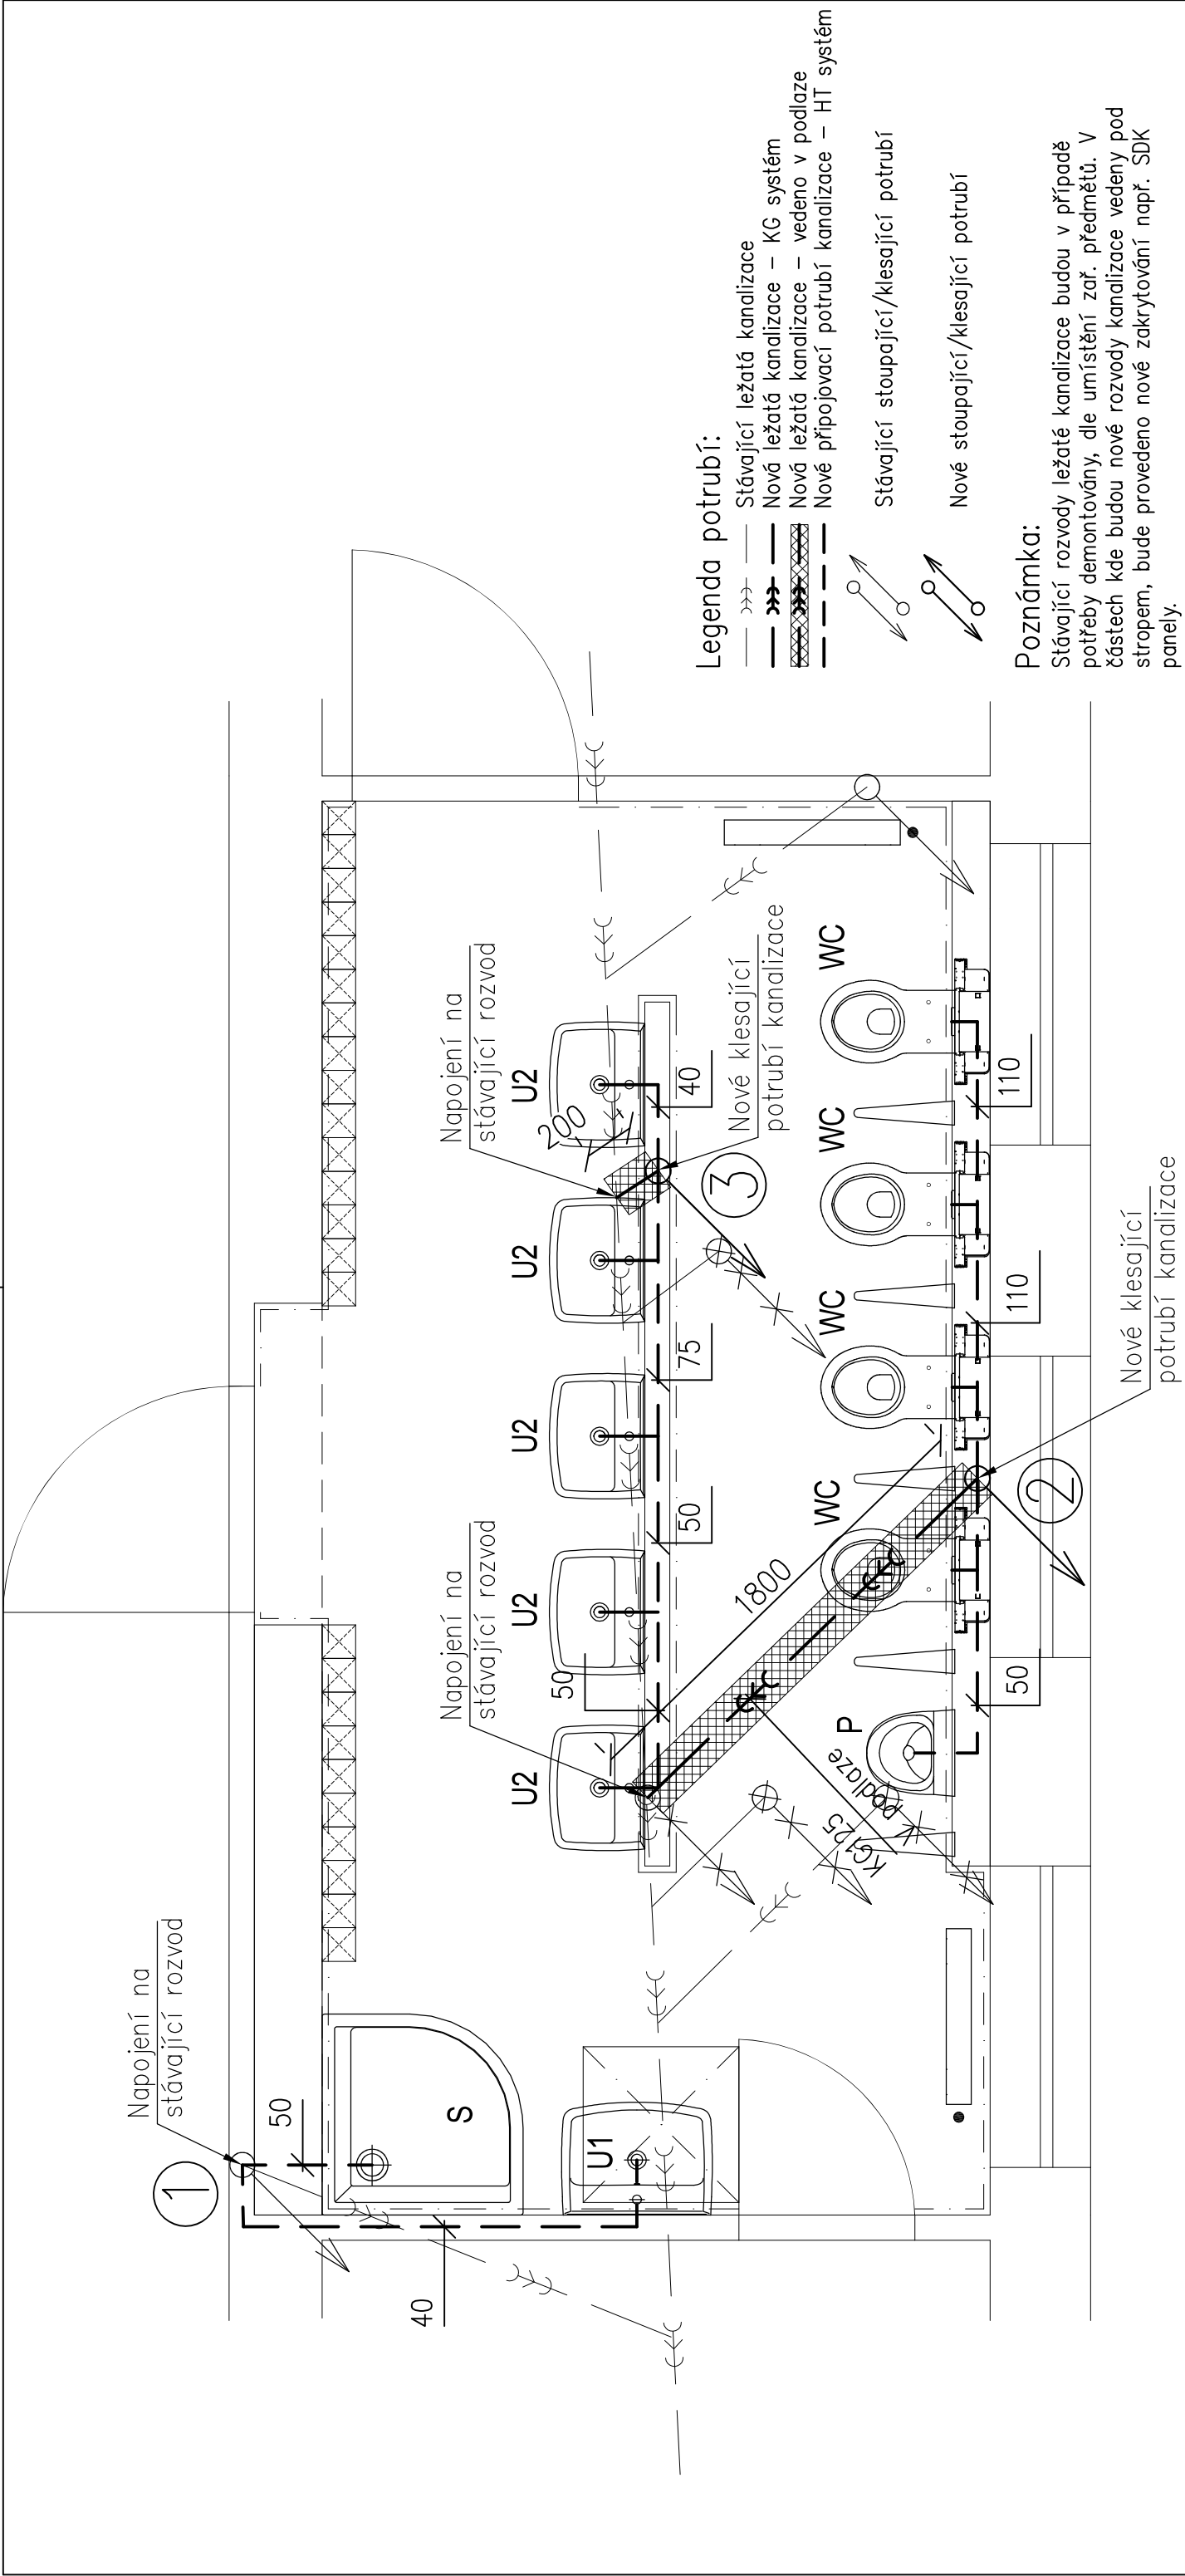 Napojení na
stávající rozvod
1
50
40
S
U1
Napojení na
stávající rozvod
U2
U2
U2
U2
U2
50
50
75
40
200
Napojení na
stávající rozvod
3
Nové klesající
potrubí kanalizace
1800
KG125
V podlaze
P
WC
WC
WC
WC
50
110
110
2
Nové klesající
potrubí kanalizace
Legenda potrubí:
Stávající ležatá kanalizace
Nová ležatá kanalizace – KG systém
Nová ležatá kanalizace – vedeno v podlaze
Nové připojovací potrubí kanalizace – HT systém
Stávající stoupající/klesající potrubí
Nové stoupající/klesající potrubí
Poznámka:
Stávající rozvody ležaté kanalizace budou v případě
potřeby demontovány, dle umístění zař. předmětů. V
částech kde budou nové rozvody kanalizace vedeny pod
stropem, bude provedeno nové zakrytování např. SDK
panely.